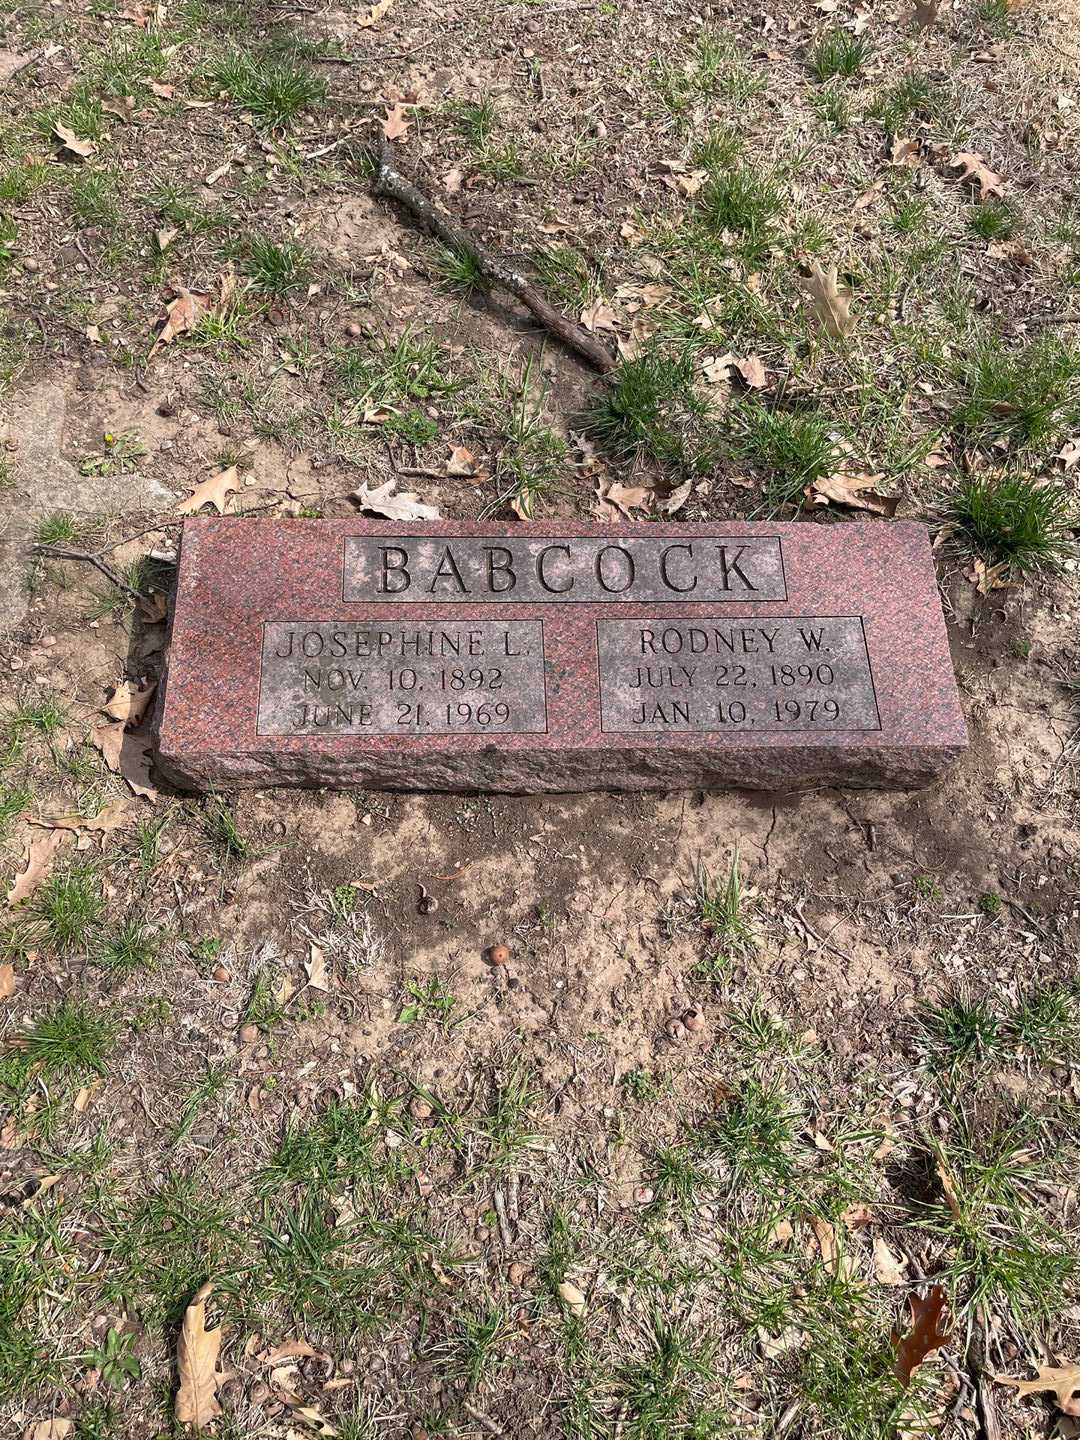 BABCOCK
JOSEPHINE L.
NOV. 10, 1892
JUNE 21, 1969
RODNEY W.
JULY 22, 1890
JAN. 10, 1979